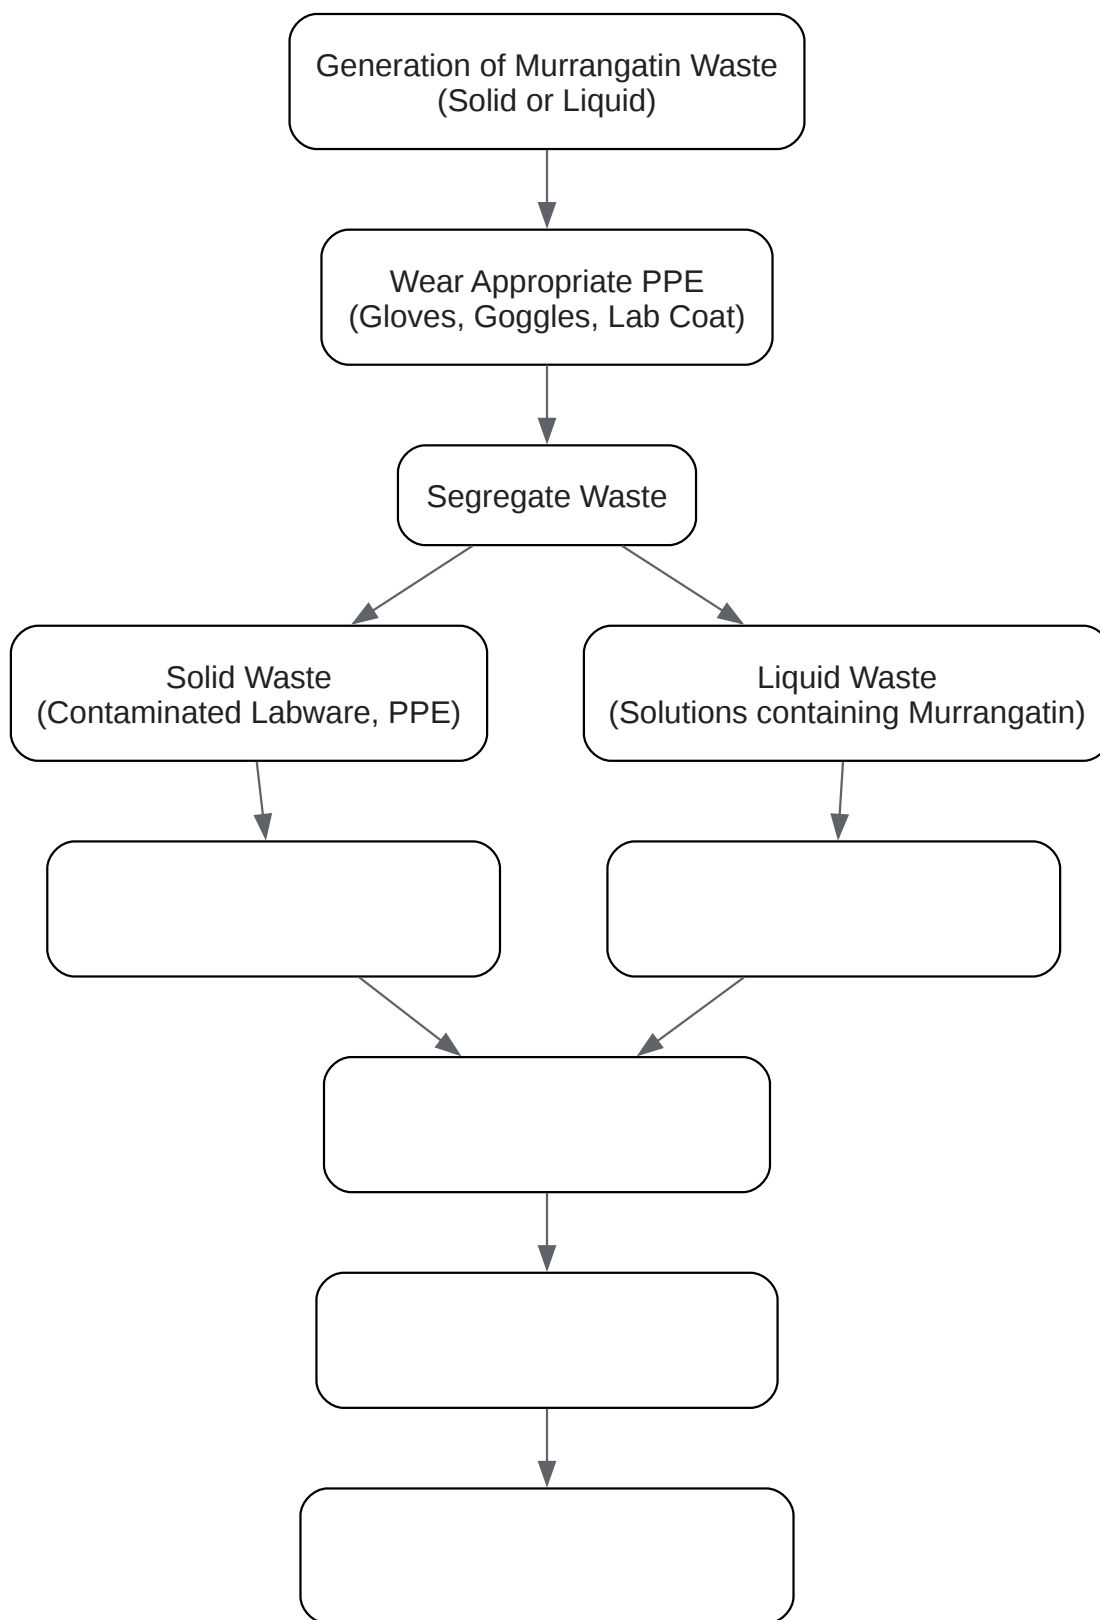 Generation of Murrangatin Waste
(Solid or Liquid)
Wear Appropriate PPE
(Gloves, Goggles, Lab Coat)
Segregate Waste
Solid Waste
(Contaminated Labware, PPE)
Liquid Waste
(Solutions containing Murrangatin)